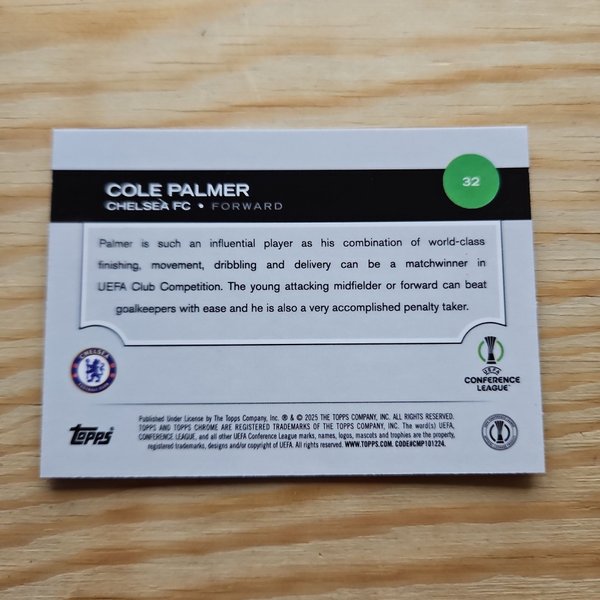 32
COLE PALMER
CHELSEA FC • FORWARD
Palmer is such an influential player as his combination of world-class
finishing, movement, dribbling and delivery can be a matchwinner in
UEFA Club Competition. The young attacking midfielder or forward can beat
goalkeepers with ease and he is also a very accomplished penalty taker.
CHELSEA
FOOTBALL CLUB
UEFA
CONFERENCE
LEAGUE™
Topps®
Published Under License by The Topps Company, Inc. ® & © 2025 THE TOPPS COMPANY, INC. ALL RIGHTS RESERVED.
TOPPS AND TOPPS CHROME ARE REGISTERED TRADEMARKS OF THE TOPPS COMPANY, INC. The word(s) UEFA,
CONFERENCE LEAGUE, and all other UEFA Conference League marks, names, logos, mascots and trophies are the property,
registered trademarks, designs and/or copyright of UEFA. All rights reserved. WWW.TOPPS.COM. CODE#CMP101224.